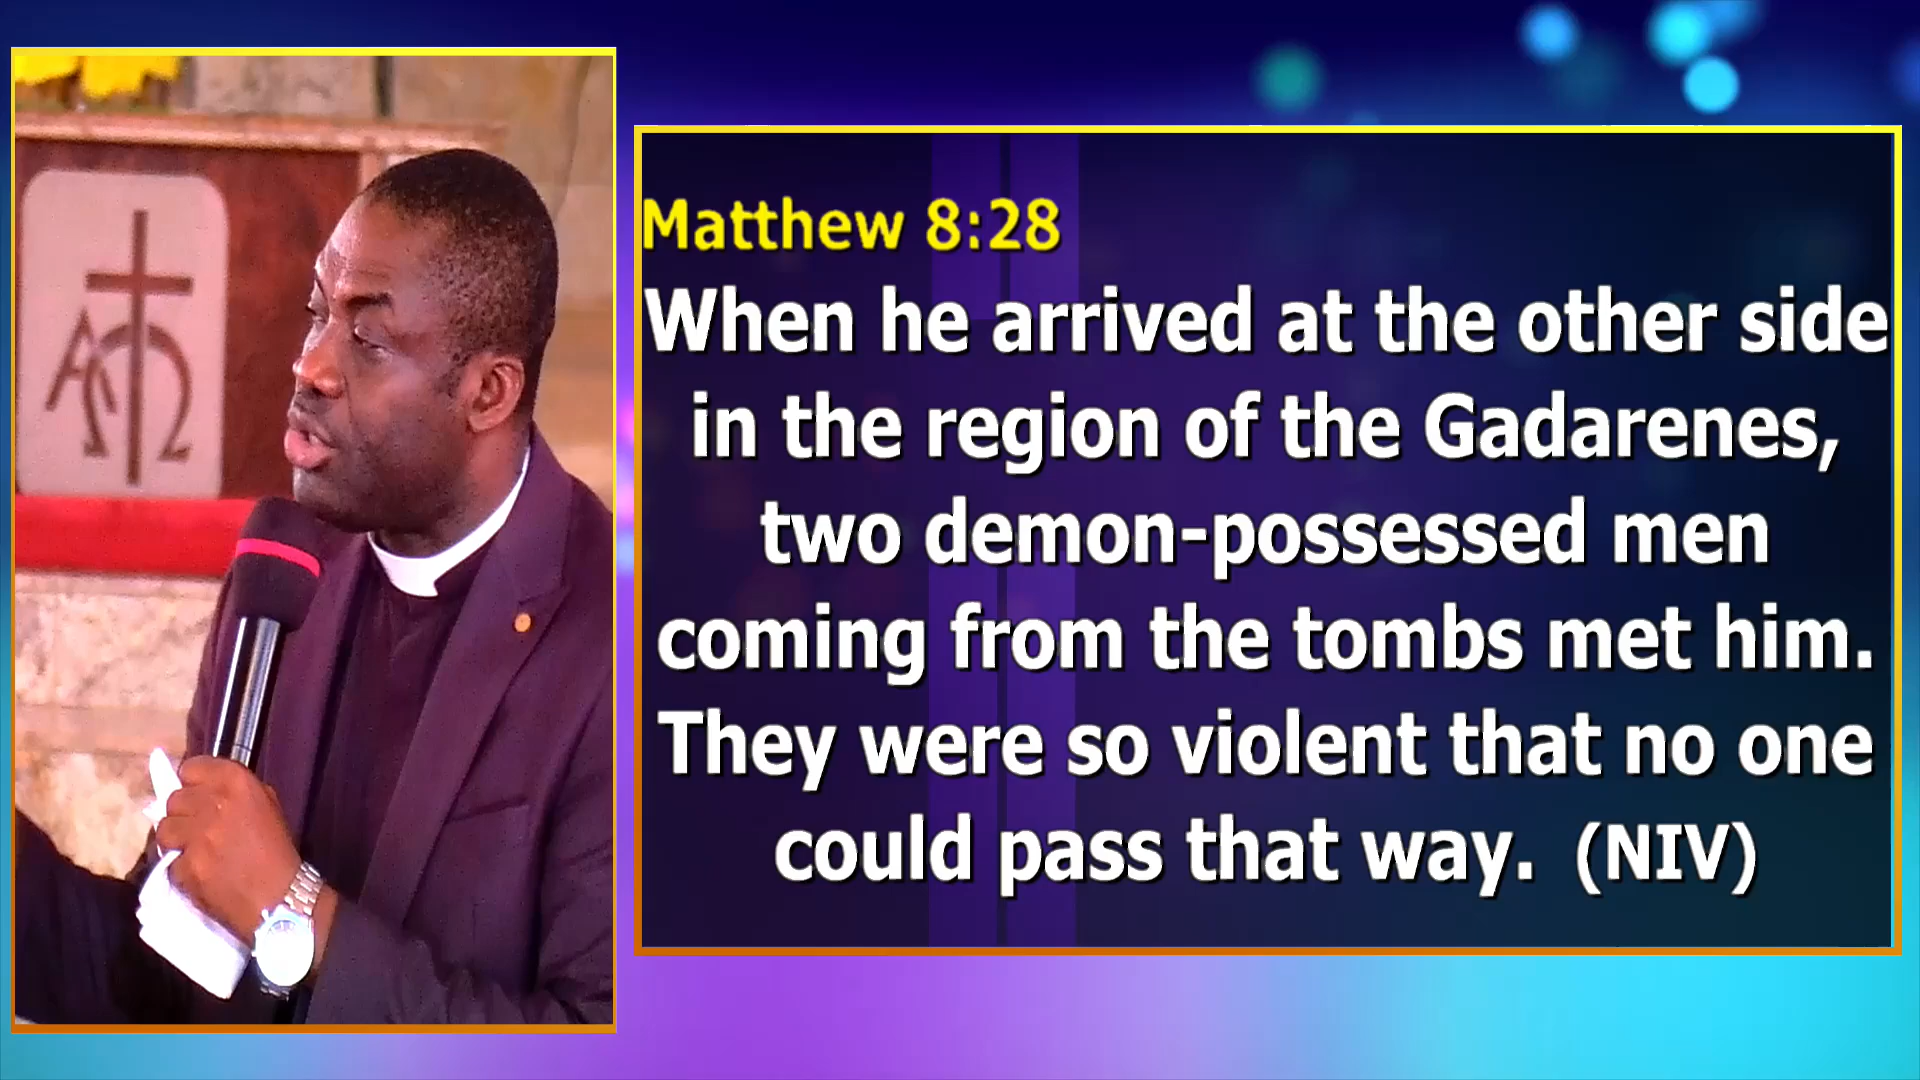 Matthew 8:28
When he arrived at the other side
in the region of the Gadarenes,
two demon-possessed men
coming from the tombs met him.
They were so violent that no one
could pass that way. (NIV)